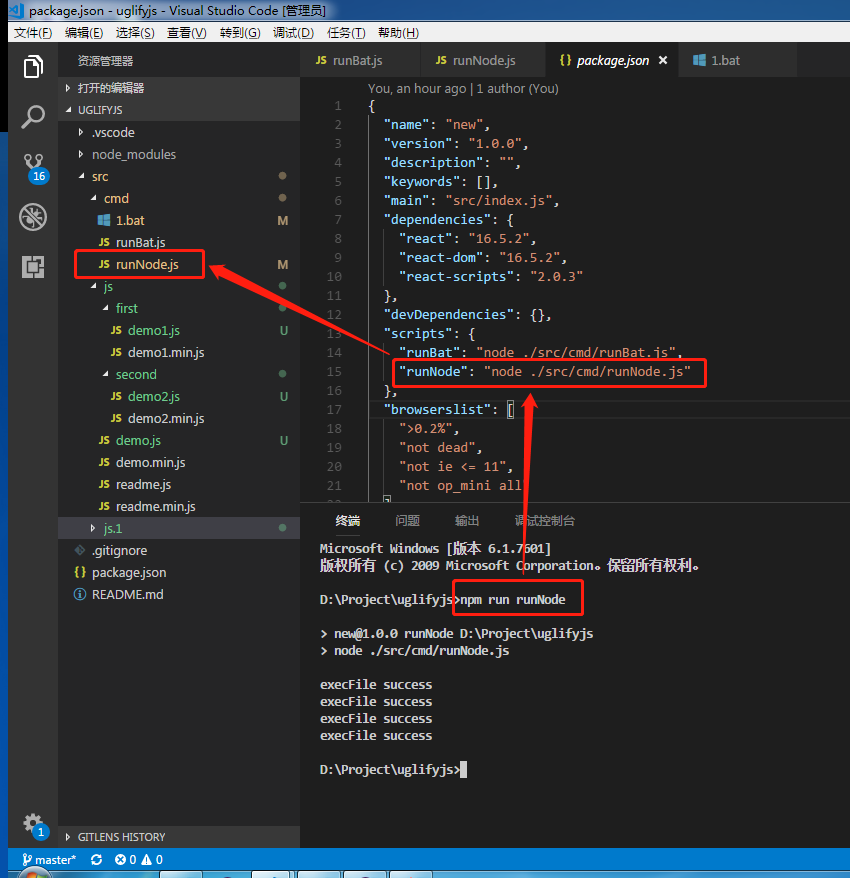 package.json - uglifyjs - Visual Studio Code [管理员]
文件(F) 编辑(E) 选择(S) 查看(V) 转到(G) 调试(D) 任务(T) 帮助(H)
资源管理器
打开的编辑器
UGLIFYJS
.vscode
node_modules
src
cmd
1.bat M
JS runBat.js
JS runNode.js M
js
first
JS demo1.js U
JS demo1.min.js
second
JS demo2.js U
JS demo2.min.js
JS demo.js U
JS demo.min.js
JS readme.js
JS readme.min.js
js.1
.gitignore
{} package.json
README.md
GITLENS HISTORY
16
1
JS runBat.js JS runNode.js {} package.json × 1.bat
You, an hour ago | 1 author (You)
1 {
2 "name": "new",
3 "version": "1.0.0",
4 "description": "",
5 "keywords": [],
6 "main": "src/index.js",
7 "dependencies": {
8 "react": "16.5.2",
9 "react-dom": "16.5.2",
10 "react-scripts": "2.0.3"
11 },
12 "devDependencies": {},
13 "scripts": {
14 "runBat": "node ./src/cmd/runBat.js",
15 "runNode": "node ./src/cmd/runNode.js"
16 },
17 "browserslist": [
18 ">0.2%",
19 "not dead",
20 "not ie <= 11",
21 "not op_mini all"
22 ]
终端 问题 输出 调试控制台
Microsoft Windows [版本 6.1.7601]
版权所有 (c) 2009 Microsoft Corporation。保留所有权利。
D:\Project\uglifyjs>npm run runNode
> new@1.0.0 runNode D:\Project\uglifyjs
> node ./src/cmd/runNode.js
execFile success
execFile success
execFile success
execFile success
D:\Project\uglifyjs>
master* 0 0